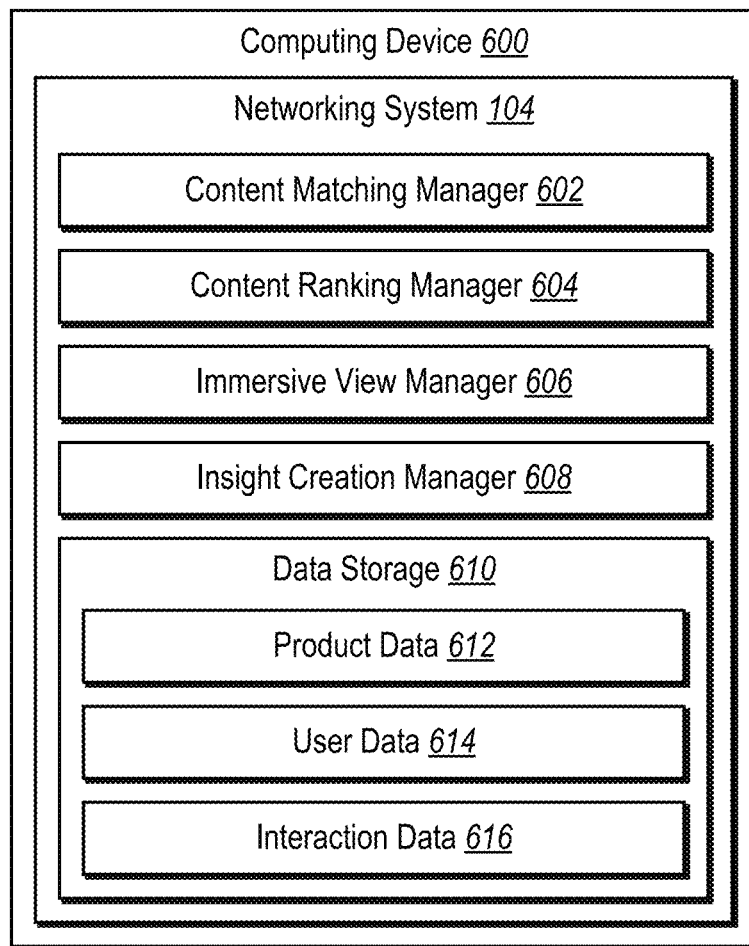 Computing Device 600
Networking System 104
Content Matching Manager 602
Content Ranking Manager 604
Immersive View Manager 606
Insight Creation Manager 608
Data Storage 610
Product Data 612
User Data 614
Interaction Data 616